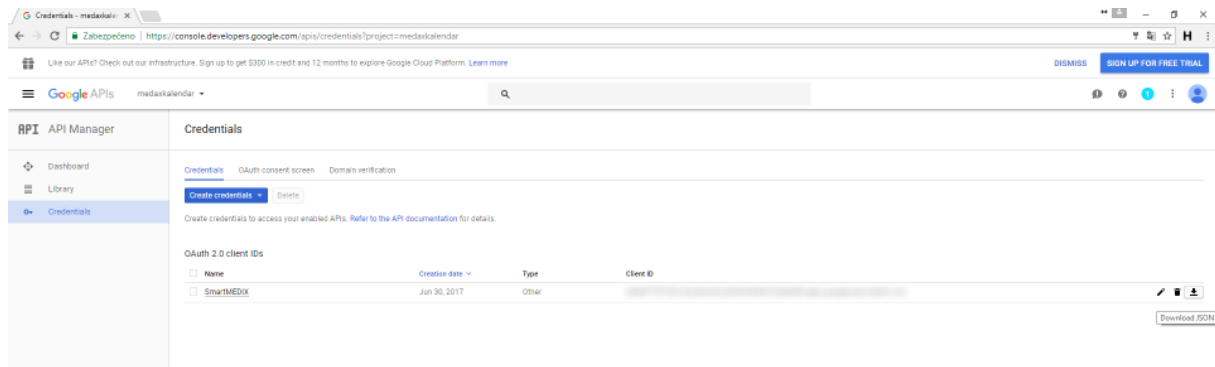 Credentials - medaxkalen
Zabezpečeno | https://console.developers.google.com/apis/credentials?project=medaxkalendar
Like our APIs? Check out our infrastructure. Sign up to get $300 in credit and 12 months to explore Google Cloud Platform. Learn more DISMISS SIGN UP FOR FREE TRIAL
Google APIs medaxkalendar 1
API API Manager Credentials
Dashboard Credentials OAuth consent screen Domain verification
Library
Create credentials Delete
Credentials
Create credentials to access your enabled APIs. Refer to the API documentation for details.
OAuth 2.0 client IDs
Name Creation date Type Client ID
SmartMEDIX Jun 30, 2017 Other
Download JSON